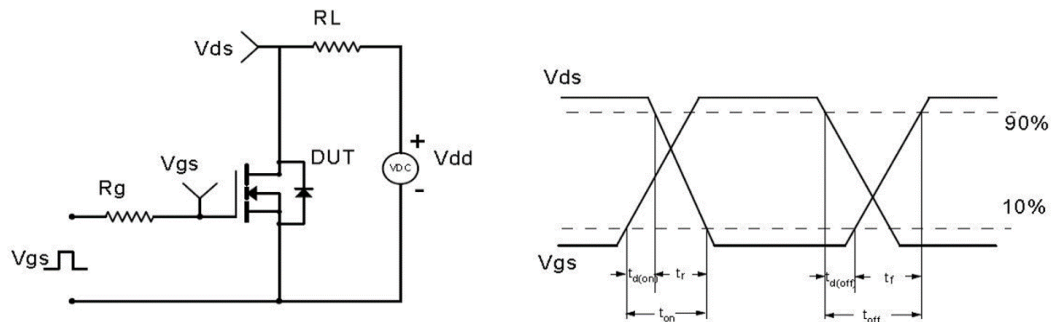 RL
Vds
Vgs
DUT
+
VDC
Vdd
-
Rg
Vgs
Vds
90%
10%
Vgs
td(on)
tr
td(off)
tf
ton
toff